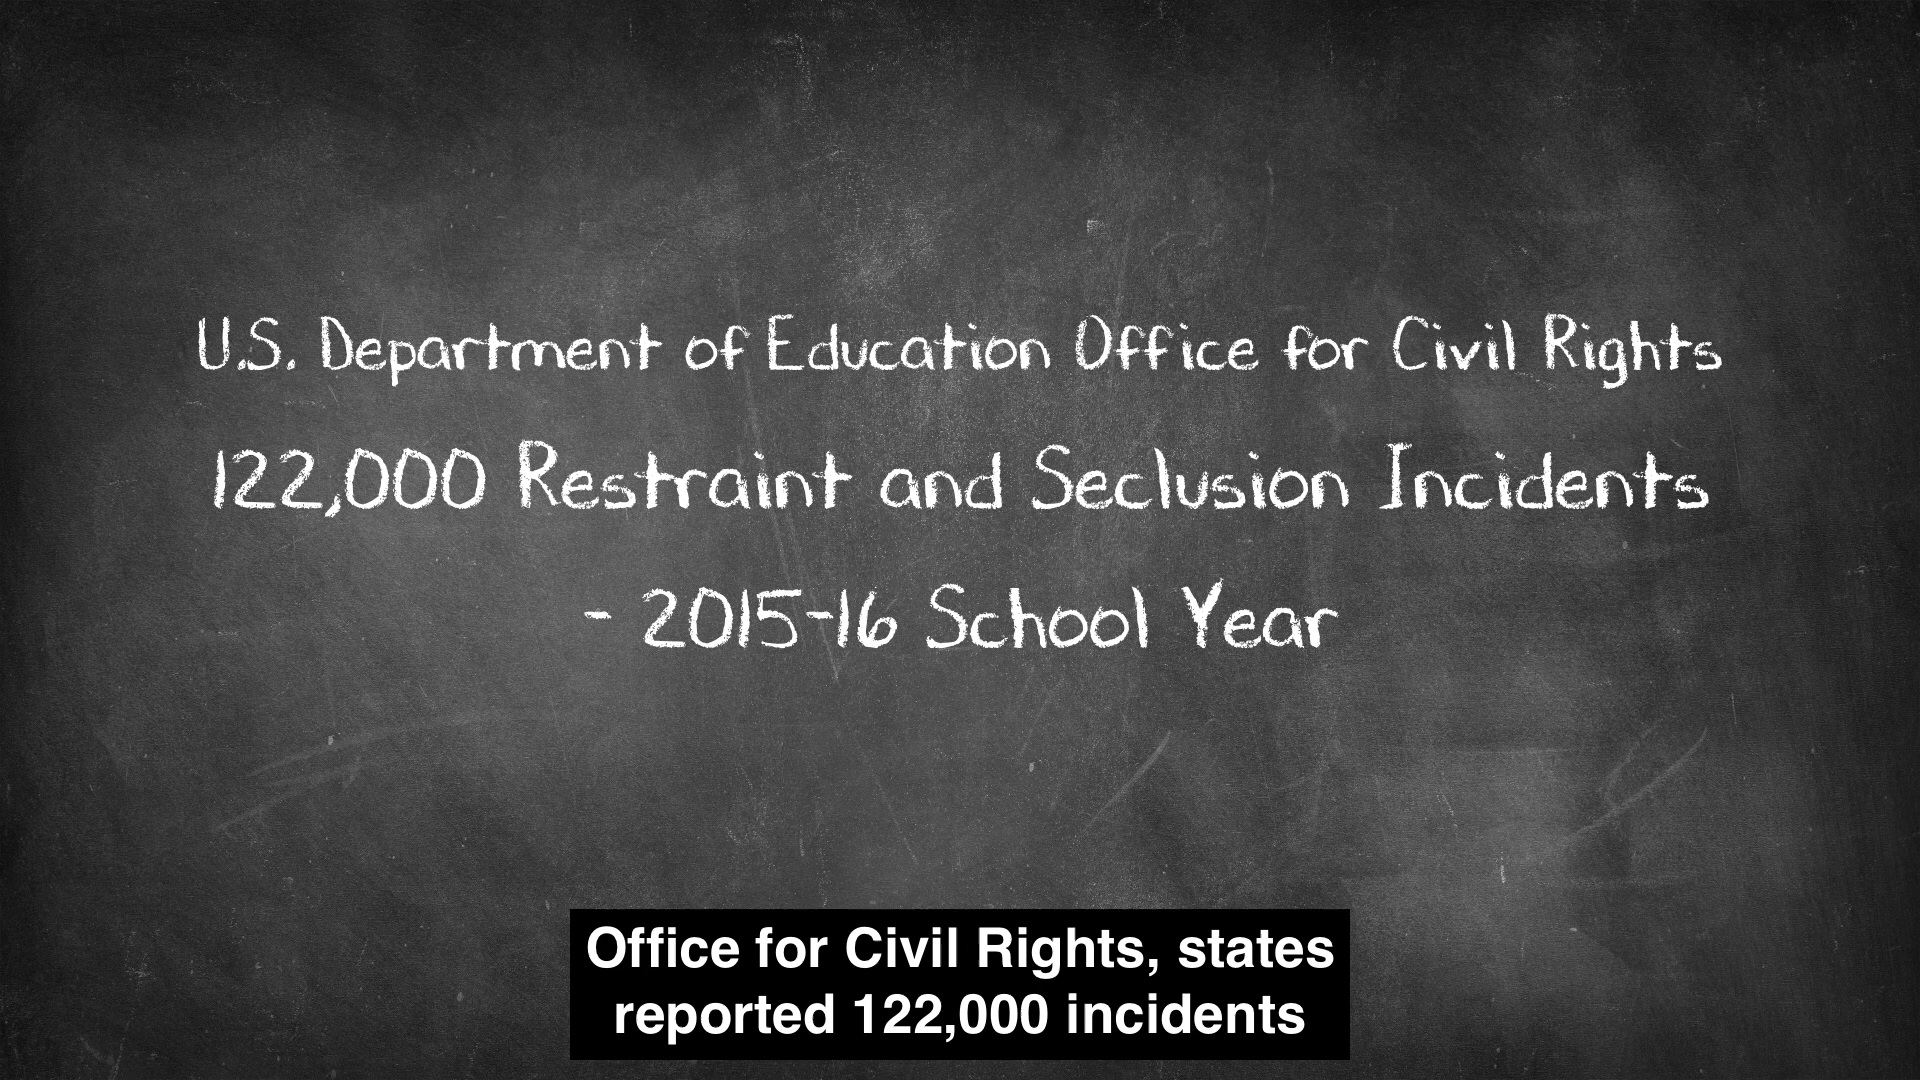 U.S. Department of Education Office for Civil Rights
122,000 Restraint and Seclusion Incidents
- 2015-16 School Year
Office for Civil Rights, states
reported 122,000 incidents